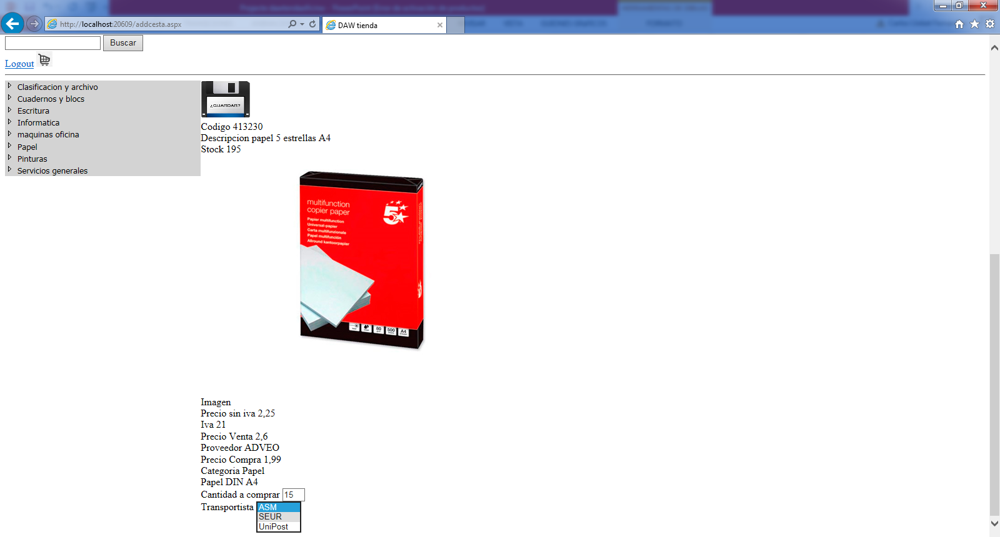 http://localhost:20609/addcesta.aspx
DAW tienda
Buscar
Logout
Clasificacion y archivo
Cuadernos y blocs
Escritura
Informatica
maquinas oficina
Papel
Pinturas
Servicios generales
¿GUARDAR?
Codigo 413230
Descripcion papel 5 estrellas A4
Stock 195
multifunction
copier paper
Papier multifunction
Universal-papier
Carta multifunzionale
Papel multifunción
Allround kantoorpapier
5
80
500
A4
Imagen
Precio sin iva 2,25
Iva 21
Precio Venta 2,6
Proveedor ADVEO
Precio Compra 1,99
Categoria Papel
Papel DIN A4
Cantidad a comprar 15
Transportista ASM
SEUR
UniPost